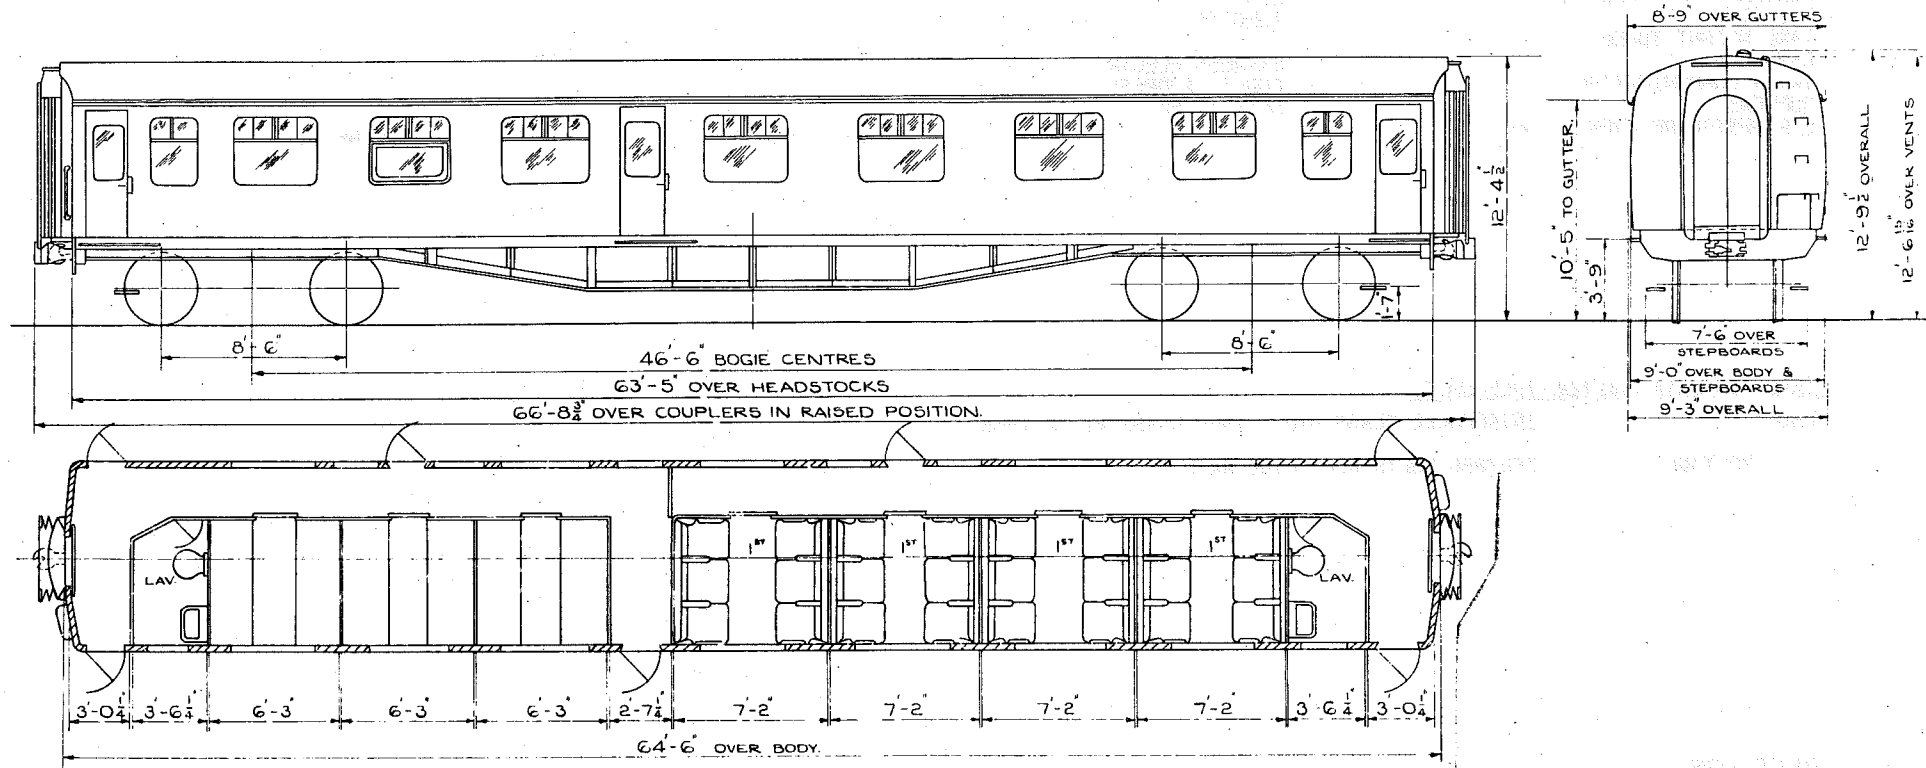 8'-9" OVER GUTTERS
12'-4½"
10'-5" TO GUTTER.
3'-9"
12'-9½" OVERALL
12'-6 15/16" OVER VENTS
1'-7"
8'-6"
8'-6"
46'-6" BOGIE CENTRES
63'-5" OVER HEADSTOCKS
66'-8¾" OVER COUPLERS IN RAISED POSITION.
7'-6" OVER
STEPBOARDS
9'-0" OVER BODY &
STEPBOARDS
9'-3" OVERALL
LAV.
1ST
1ST
1ST
1ST
LAV.
3'-0¼"
3'-6¼"
6'-3"
6'-3"
6'-3"
2'-7¼"
7'-2"
7'-2"
7'-2"
7'-2"
3'6¼"
3'-0¼"
64'-6" OVER BODY.